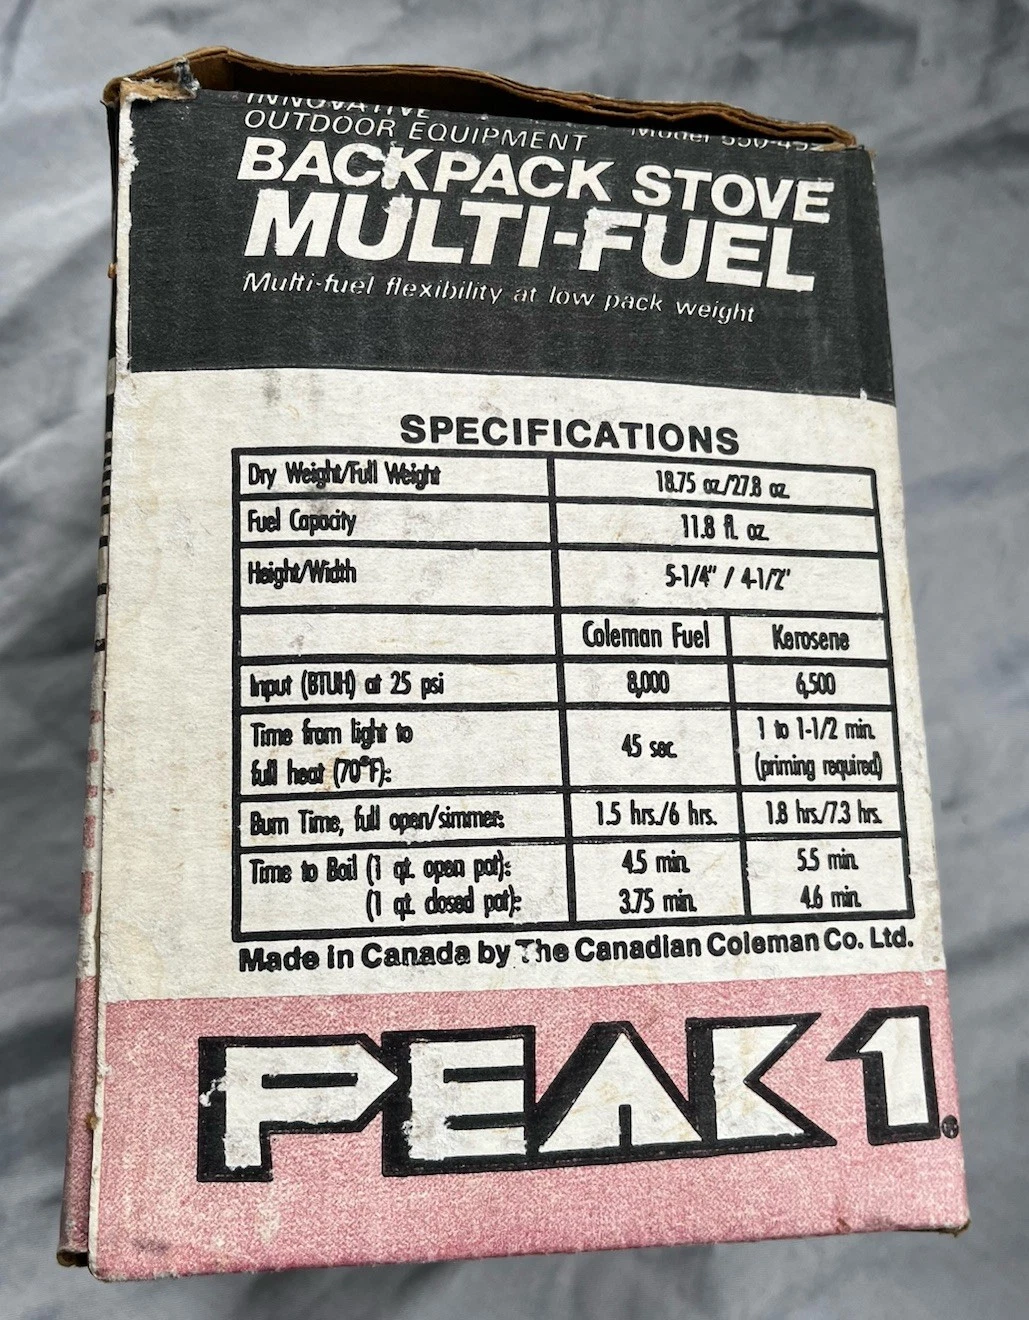 INNOVATIVE
OUTDOOR EQUIPMENT
Model
BACKPACK STOVE
MULTI-FUEL
Multi-fuel flexibility at low pack weight
SPECIFICATIONS
Dry Weight/Full Weight 18.75 oz./27.8 oz.
Fuel Capacity 11.8 fl. oz.
Height/Width 5-1/4" / 4-1/2"
Coleman Fuel Kerosene
Input (BTUH) at 25 psi 8,000 6,500
Time from light to
full heat (70°F): 45 sec. 1 to 1-1/2 min.
(priming required)
Burn Time, full open/simmer: 1.5 hrs./6 hrs. 1.8 hrs./7.3 hrs.
Time to Boil (1 qt. open pot): 4.5 min. 5.5 min.
(1 qt. closed pot): 3.75 min. 4.6 min.
Made in Canada by The Canadian Coleman Co. Ltd.
PEAK 1®